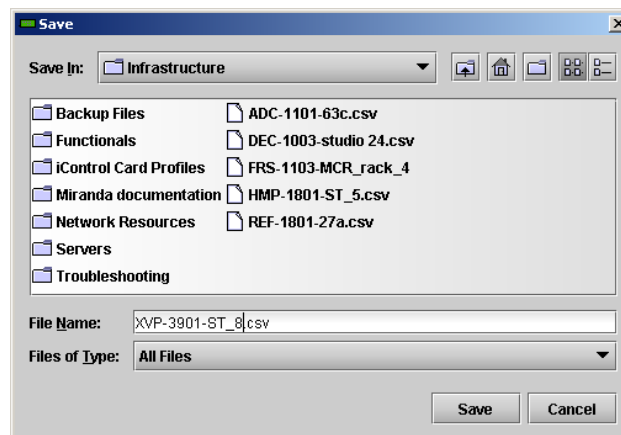 Save
Save In: Infrastructure
Backup Files
Functionals
iControl Card Profiles
Miranda documentation
Network Resources
Servers
Troubleshooting
ADC-1101-63c.csv
DEC-1003-studio 24.csv
FRS-1103-MCR_rack_4
HMP-1801-ST_5.csv
REF-1801-27a.csv
File Name: XVP-3901-ST_8.csv
Files of Type: All Files
Save Cancel